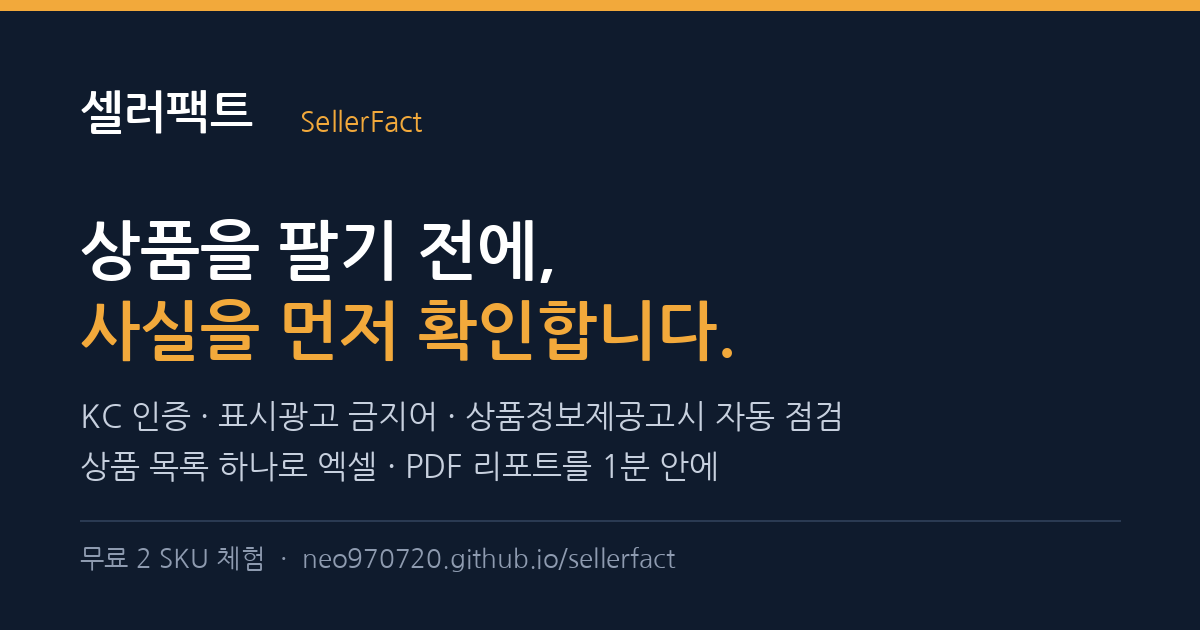 셀러팩트 SellerFact
상품을 팔기 전에,
사실을 먼저 확인합니다.
KC 인증 · 표시광고 금지어 · 상품정보제공고시 자동 점검
상품 목록 하나로 엑셀 · PDF 리포트를 1분 안에
무료 2 SKU 체험 · neo970720.github.io/sellerfact